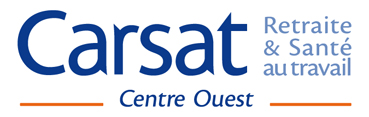 Carsat
Retraite
& Santé
au travail
Centre Ouest